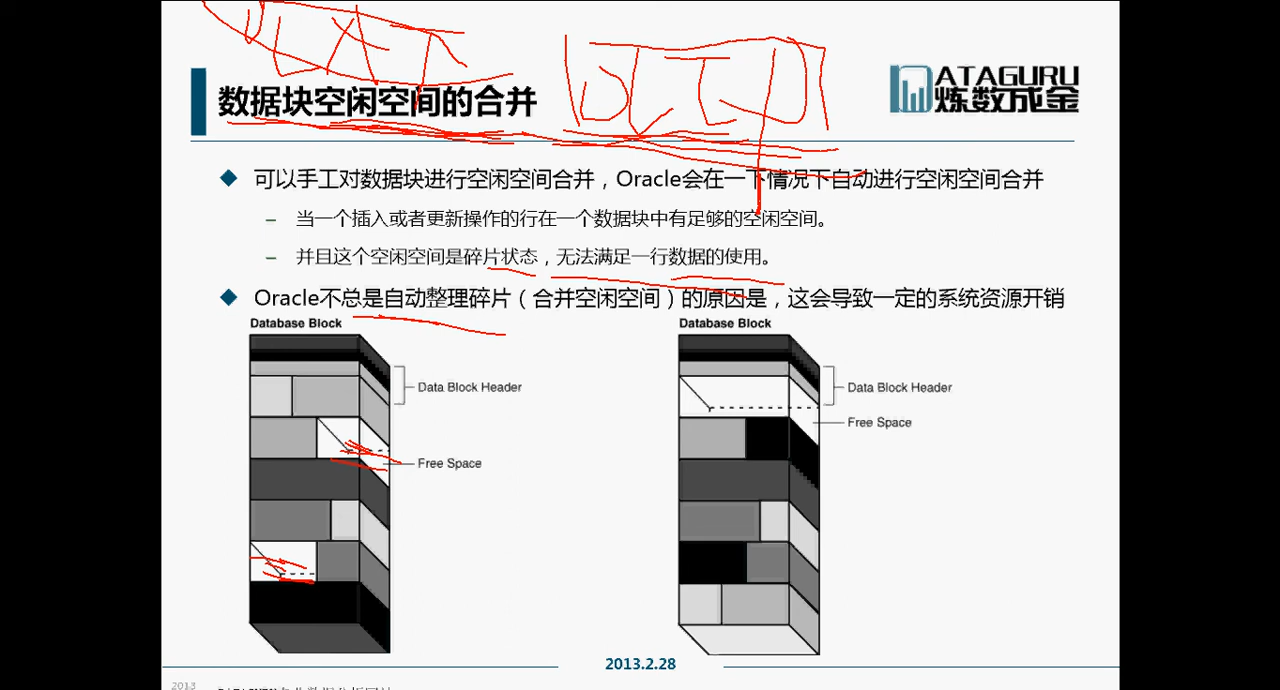 ATAGURU
炼数成金
数据块空闲空间的合并
可以手工对数据块进行空闲空间合并，Oracle会在一下情况下自动进行空闲空间合并
– 当一个插入或者更新操作的行在一个数据块中有足够的空闲空间。
– 并且这个空闲空间是碎片状态，无法满足一行数据的使用。
Oracle不总是自动整理碎片（合并空闲空间）的原因是，这会导致一定的系统资源开销
Database Block
Data Block Header
Free Space
Database Block
Data Block Header
Free Space
2013.2.28
2013